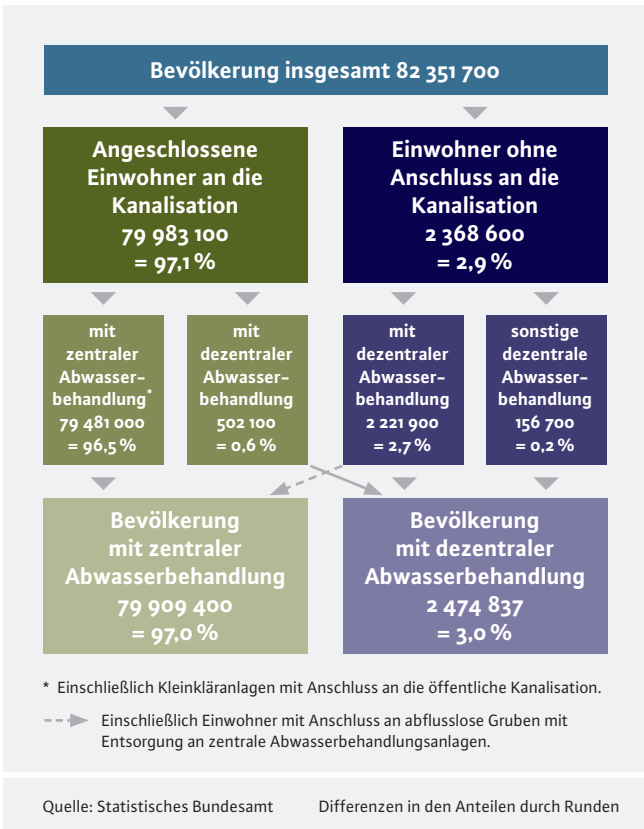 Bevölkerung insgesamt 82 351 700
Angeschlossene
Einwohner an die
Kanalisation
79 983 100
= 97,1 %
Einwohner ohne
Anschluss an die
Kanalisation
2 368 600
= 2,9 %
mit
zentraler
Abwasser–
behandlung*
79 481 000
= 96,5 %
mit
dezentraler
Abwasser–
behandlung
502 100
= 0,6 %
mit
dezentraler
Abwasser–
behandlung
2 221 900
= 2,7 %
sonstige
dezentrale
Abwasser–
behandlung
156 700
= 0,2 %
Bevölkerung
mit zentraler
Abwasserbehandlung
79 909 400
= 97,0 %
Bevölkerung
mit dezentraler
Abwasserbehandlung
2 474 837
= 3,0 %
* Einschließlich Kleinkläranlagen mit Anschluss an die öffentliche Kanalisation.
Einschließlich Einwohner mit Anschluss an abflusslose Gruben mit
Entsorgung an zentrale Abwasserbehandlungsanlagen.
Quelle: Statistisches Bundesamt Differenzen in den Anteilen durch Runden